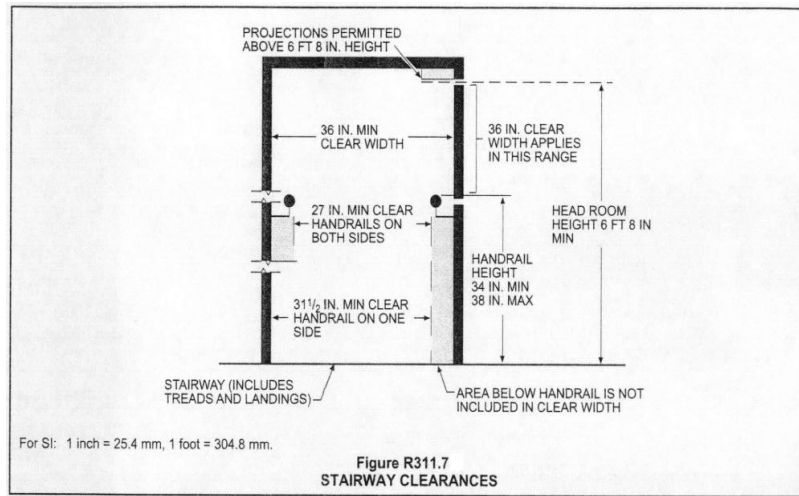 PROJECTIONS PERMITTED
ABOVE 6 FT 8 IN. HEIGHT
36 IN. MIN
CLEAR WIDTH
36 IN. CLEAR
WIDTH APPLIES
IN THIS RANGE
27 IN. MIN CLEAR
HANDRAILS ON
BOTH SIDES
HEAD ROOM
HEIGHT 6 FT 8 IN
MIN
HANDRAIL
HEIGHT
34 IN. MIN
38 IN. MAX
31 1/2 IN. MIN CLEAR
HANDRAIL ON ONE
SIDE
STAIRWAY (INCLUDES
TREADS AND LANDINGS)
AREA BELOW HANDRAIL IS NOT
INCLUDED IN CLEAR WIDTH
For SI: 1 inch = 25.4 mm, 1 foot = 304.8 mm.
Figure R311.7
STAIRWAY CLEARANCES